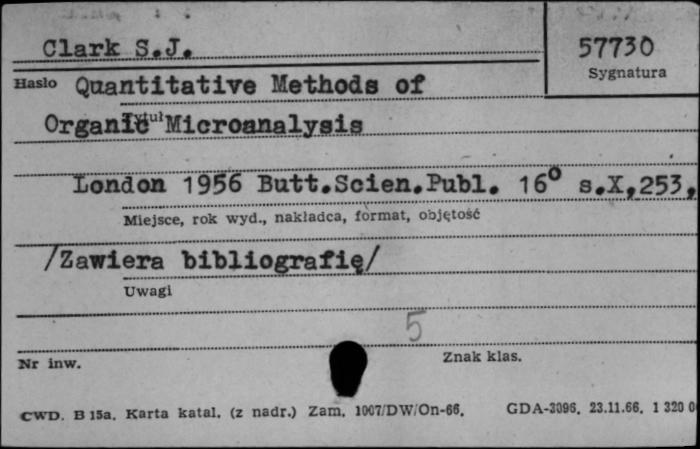 Clark S.J.
57730
Sygnatura
Hasło Quantitative Methods of
Organic Microanalysis
London 1956 Butt.Scien.Publ. 16° s.X,253,
Miejsce, rok wyd., nakładca, format, objętość
/Zawiera bibliografię/
Uwagi
5
Nr inw.
Znak klas.
CWD. B 15a. Karta katal. (z nadr.) Zam. 1007/DW/On-66. GDA-3096. 23.11.66. 1 320 0